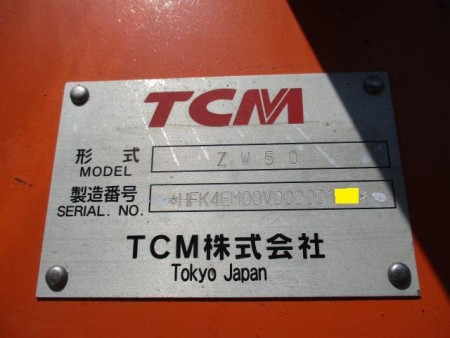 TCM
形式 ZW50
MODEL
製造番号 *HFK4EM00V000001
SERIAL. NO.
TCM株式会社
Tokyo Japan